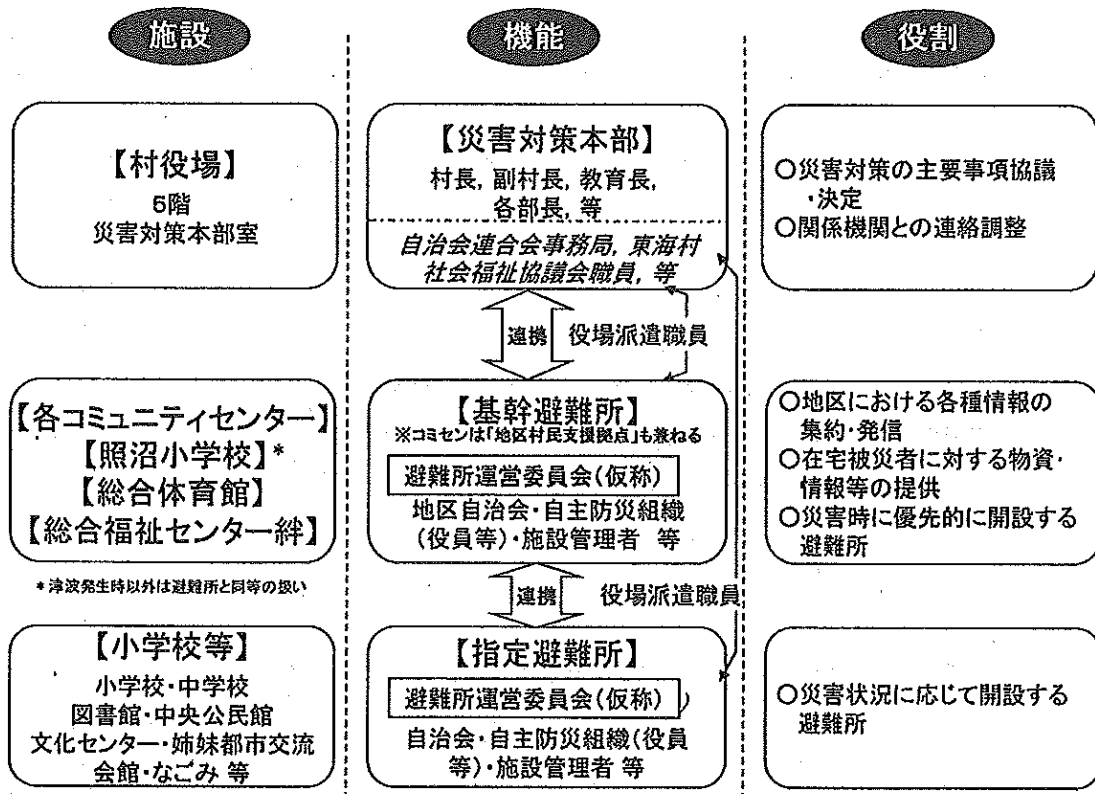 施設
機能
役割
【村役場】
5階
災害対策本部室
【災害対策本部】
村長, 副村長, 教育長,
各部長, 等
自治会連合会事務局, 東海村
社会福祉協議会職員, 等
○災害対策の主要事項協議
・決定
○関係機関との連絡調整
連携
役場派遣職員
【各コミュニティセンター】
【照沼小学校】*
【総合体育館】
【総合福祉センター絆】
*津波発生時以外は避難所と同等の扱い
【基幹避難所】
※コミセンは「地区村民支援拠点」も兼ねる
避難所運営委員会(仮称)
地区自治会・自主防災組織
(役員等)・施設管理者 等
○地区における各種情報の
集約・発信
○在宅被災者に対する物資・
情報等の提供
○災害時に優先的に開設する
避難所
連携
役場派遣職員
【小学校等】
小学校・中学校
図書館・中央公民館
文化センター・姉妹都市交流
会館・なごみ 等
【指定避難所】
避難所運営委員会(仮称)
自治会・自主防災組織(役員
等)・施設管理者 等
○災害状況に応じて開設する
避難所